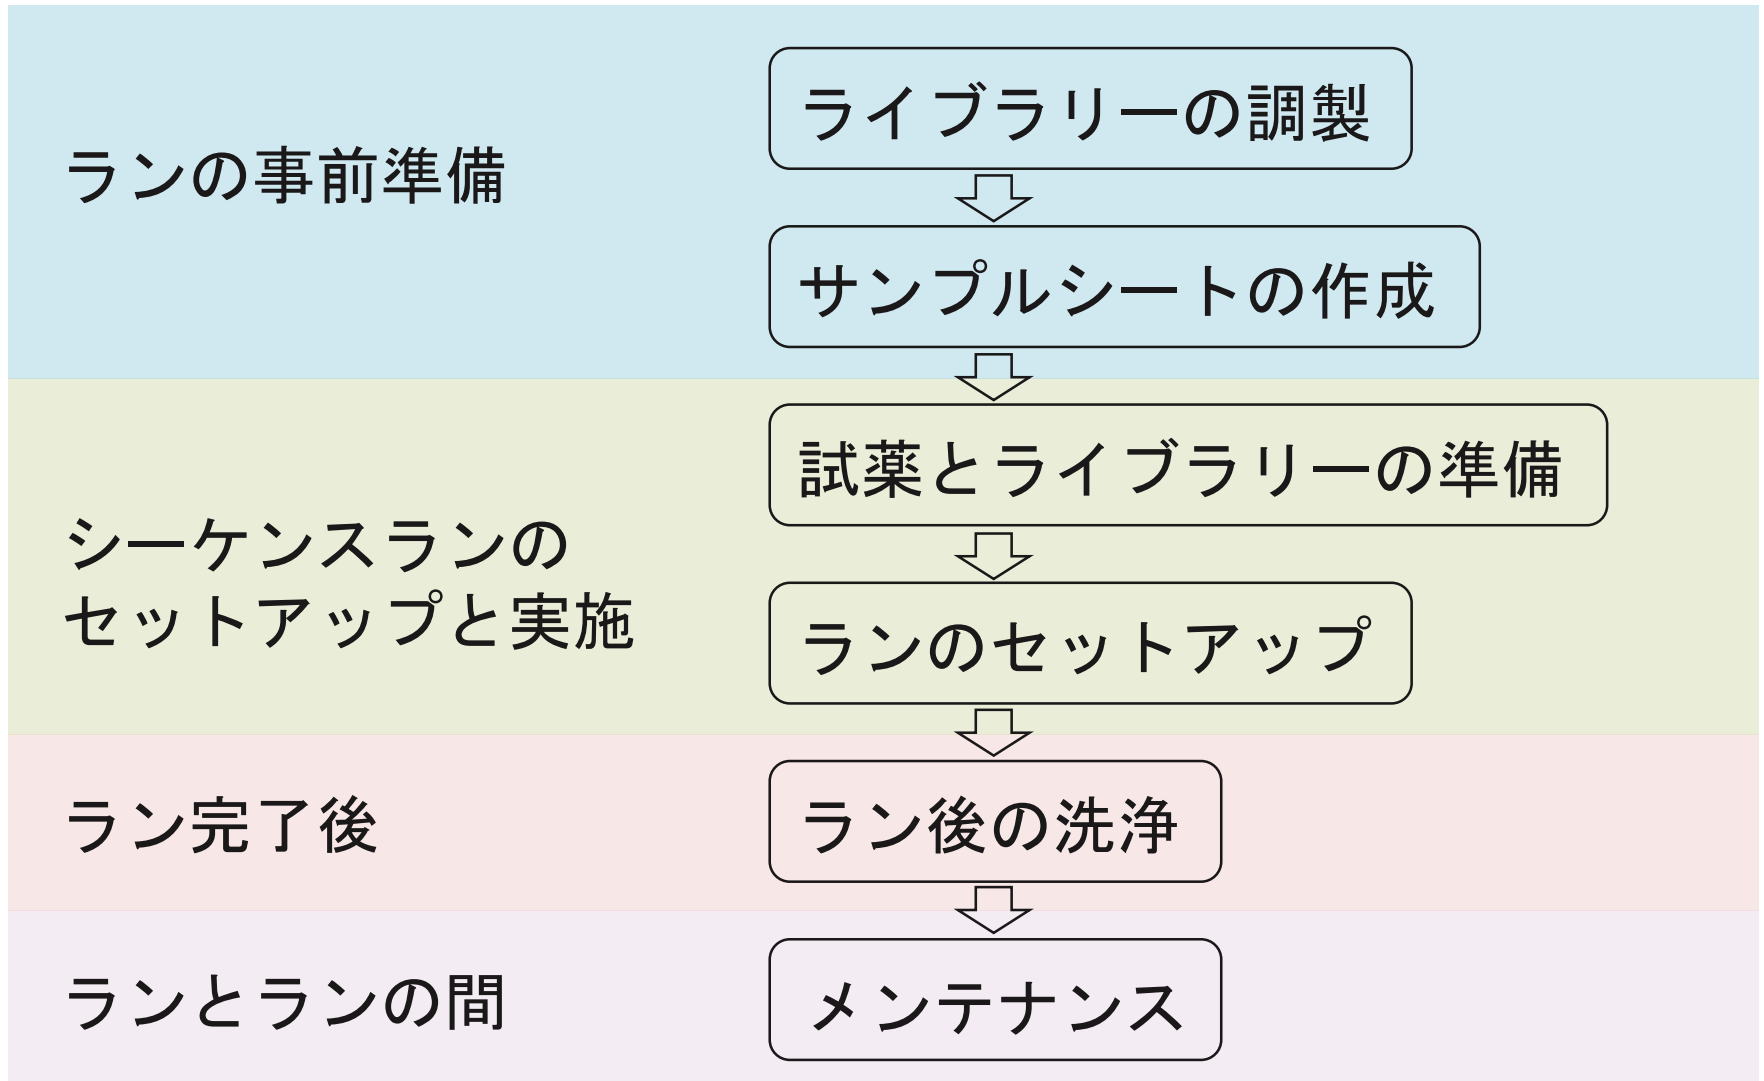 ランの事前準備
ライブラリーの調製
サンプルシートの作成
シーケンスランの
セットアップと実施
試薬とライブラリーの準備
ランのセットアップ
ラン完了後
ラン後の洗浄
ランとランの間
メンテナンス